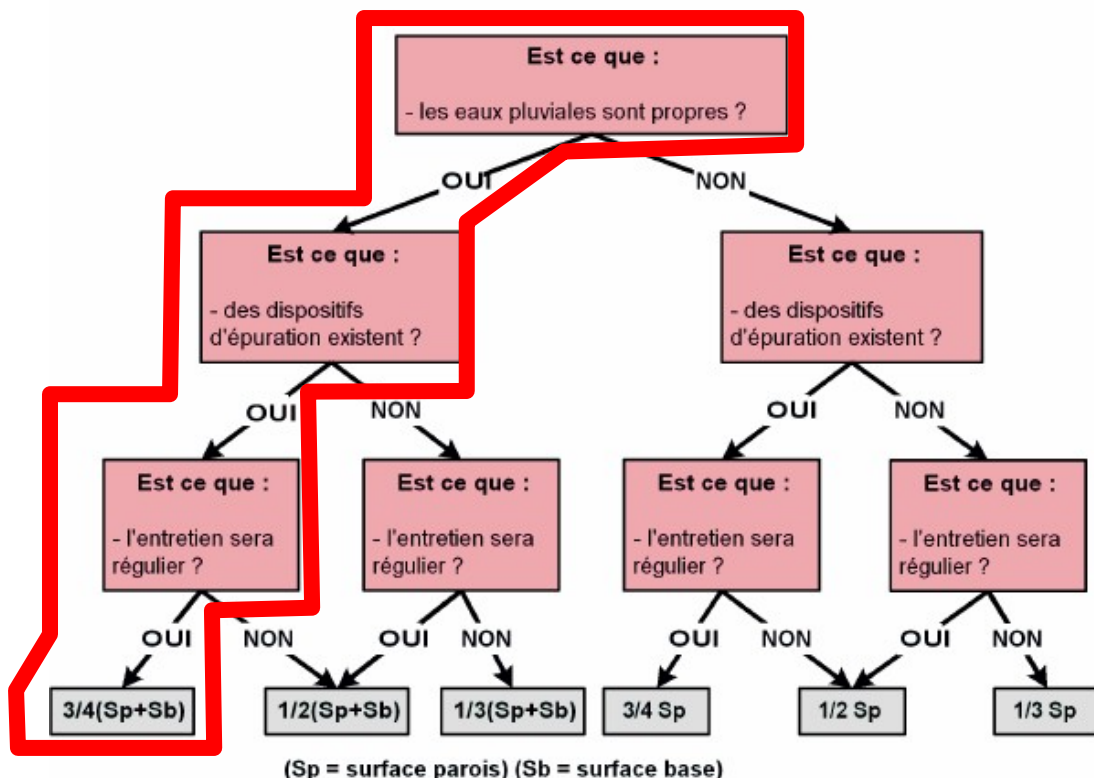 Est ce que :
- les eaux pluviales sont propres ?
OUI
NON
Est ce que :
- des dispositifs
d'épuration existent ?
Est ce que :
- des dispositifs
d'épuration existent ?
OUI
NON
OUI
NON
Est ce que :
- l'entretien sera
régulier ?
Est ce que :
- l'entretien sera
régulier ?
Est ce que :
- l'entretien sera
régulier ?
Est ce que :
- l'entretien sera
régulier ?
OUI
NON
OUI
NON
OUI
NON
OUI
NON
3/4(Sp+Sb)
1/2(Sp+Sb)
1/3(Sp+Sb)
3/4 Sp
1/2 Sp
1/3 Sp
(Sp = surface parois) (Sb = surface base)